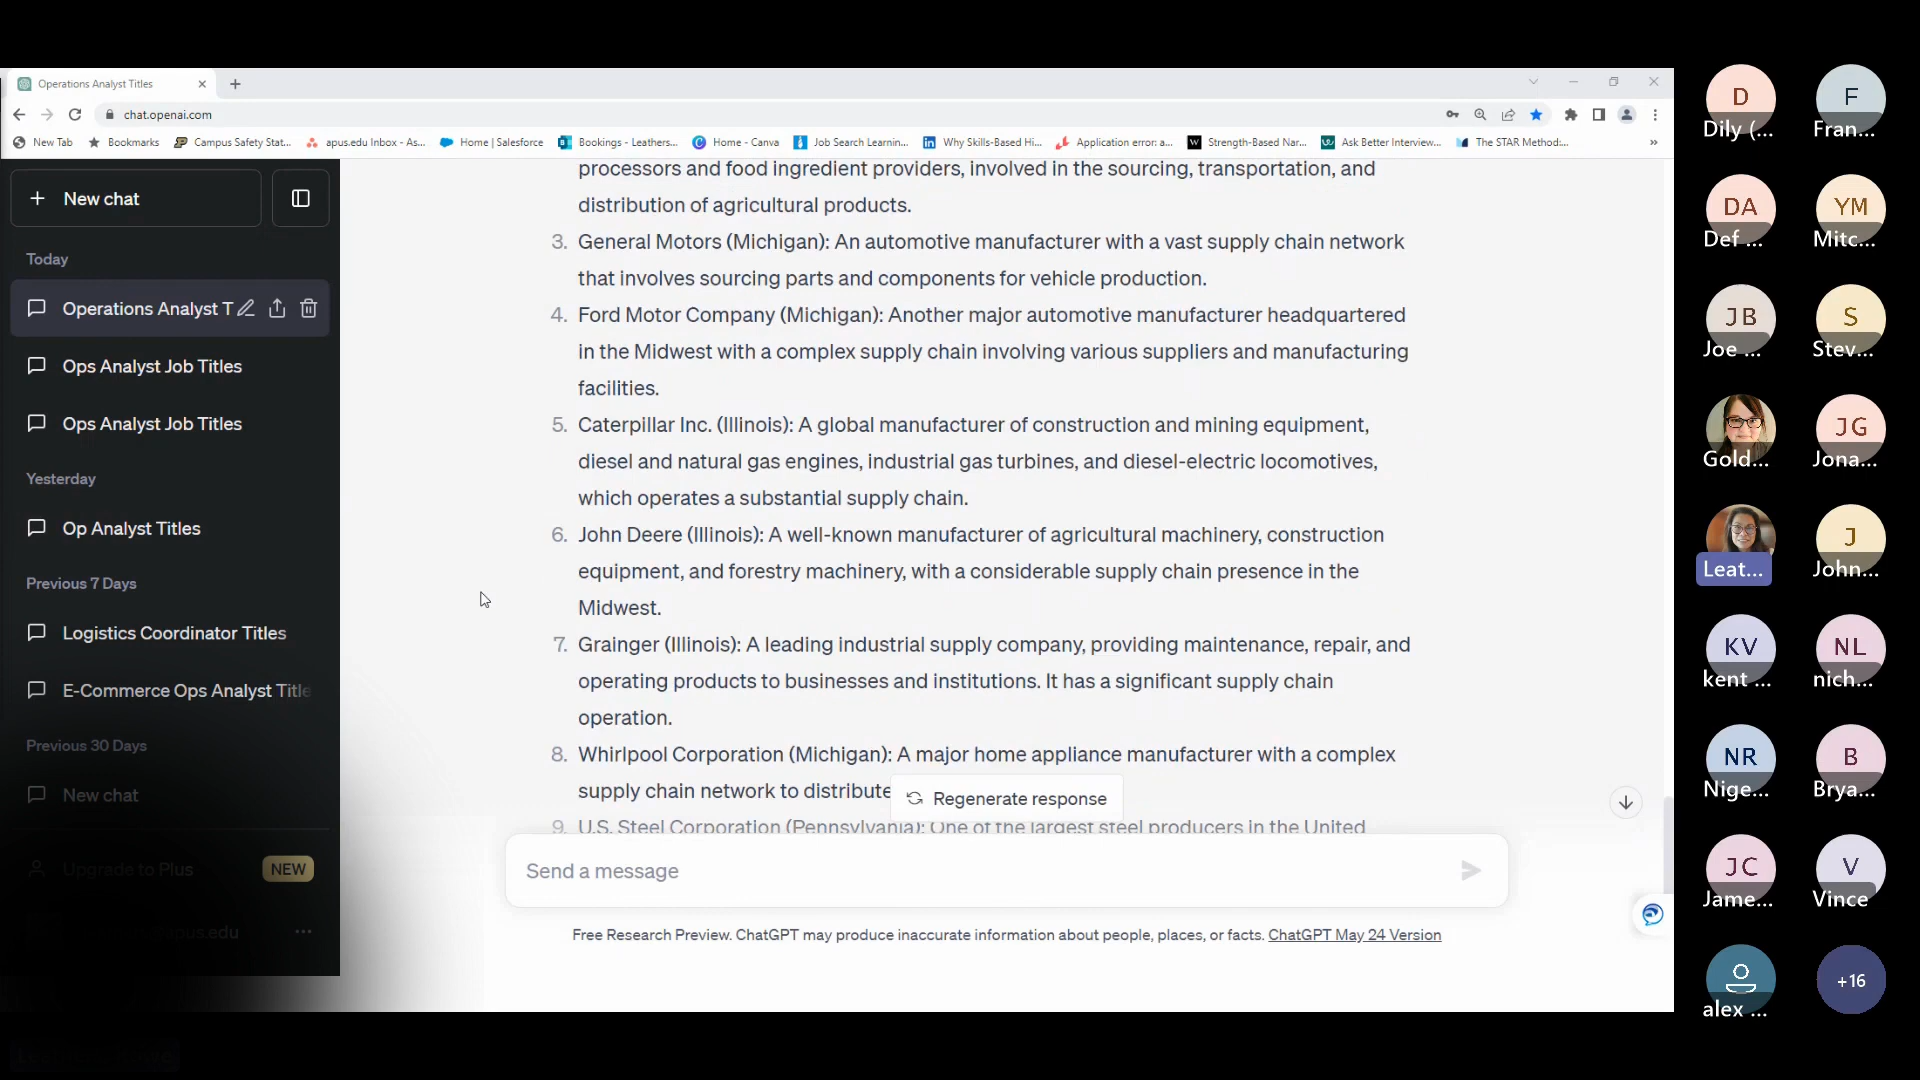 Operations Analyst Titles
chat.openai.com
New Tab
Bookmarks
Campus Safety Stat...
apus.edu Inbox - As...
Home | Salesforce
Bookings - Leathers...
Home - Canva
Job Search Learnin...
Why Skills-Based Hi...
Application error: a...
Strength-Based Nar...
Ask Better Interview...
The STAR Method:...
New chat
Today
Operations Analyst T
Ops Analyst Job Titles
Ops Analyst Job Titles
Yesterday
Op Analyst Titles
Previous 7 Days
Logistics Coordinator Titles
E-Commerce Ops Analyst Title
Previous 30 Days
New chat
Upgrade to Plus
NEW
processors and food ingredient providers, involved in the sourcing, transportation, and
distribution of agricultural products.
3. General Motors (Michigan): An automotive manufacturer with a vast supply chain network
that involves sourcing parts and components for vehicle production.
4. Ford Motor Company (Michigan): Another major automotive manufacturer headquartered
in the Midwest with a complex supply chain involving various suppliers and manufacturing
facilities.
5. Caterpillar Inc. (Illinois): A global manufacturer of construction and mining equipment,
diesel and natural gas engines, industrial gas turbines, and diesel-electric locomotives,
which operates a substantial supply chain.
6. John Deere (Illinois): A well-known manufacturer of agricultural machinery, construction
equipment, and forestry machinery, with a considerable supply chain presence in the
Midwest.
7. Grainger (Illinois): A leading industrial supply company, providing maintenance, repair, and
operating products to businesses and institutions. It has a significant supply chain
operation.
8. Whirlpool Corporation (Michigan): A major home appliance manufacturer with a complex
supply chain network to distribute
Regenerate response
9. U.S. Steel Corporation (Pennsylvania): One of the largest steel producers in the United
Send a message
Free Research Preview. ChatGPT may produce inaccurate information about people, places, or facts. ChatGPT May 24 Version
D
Dily (...
F
Fran...
DA
Def ...
YM
Mitc...
JB
Joe ...
S
Stev...
Gold...
JG
Jona...
Leat...
J
John...
KV
kent ...
NL
nich...
NR
Nige...
B
Brya...
JC
Jame...
V
Vince
alex ...
+16